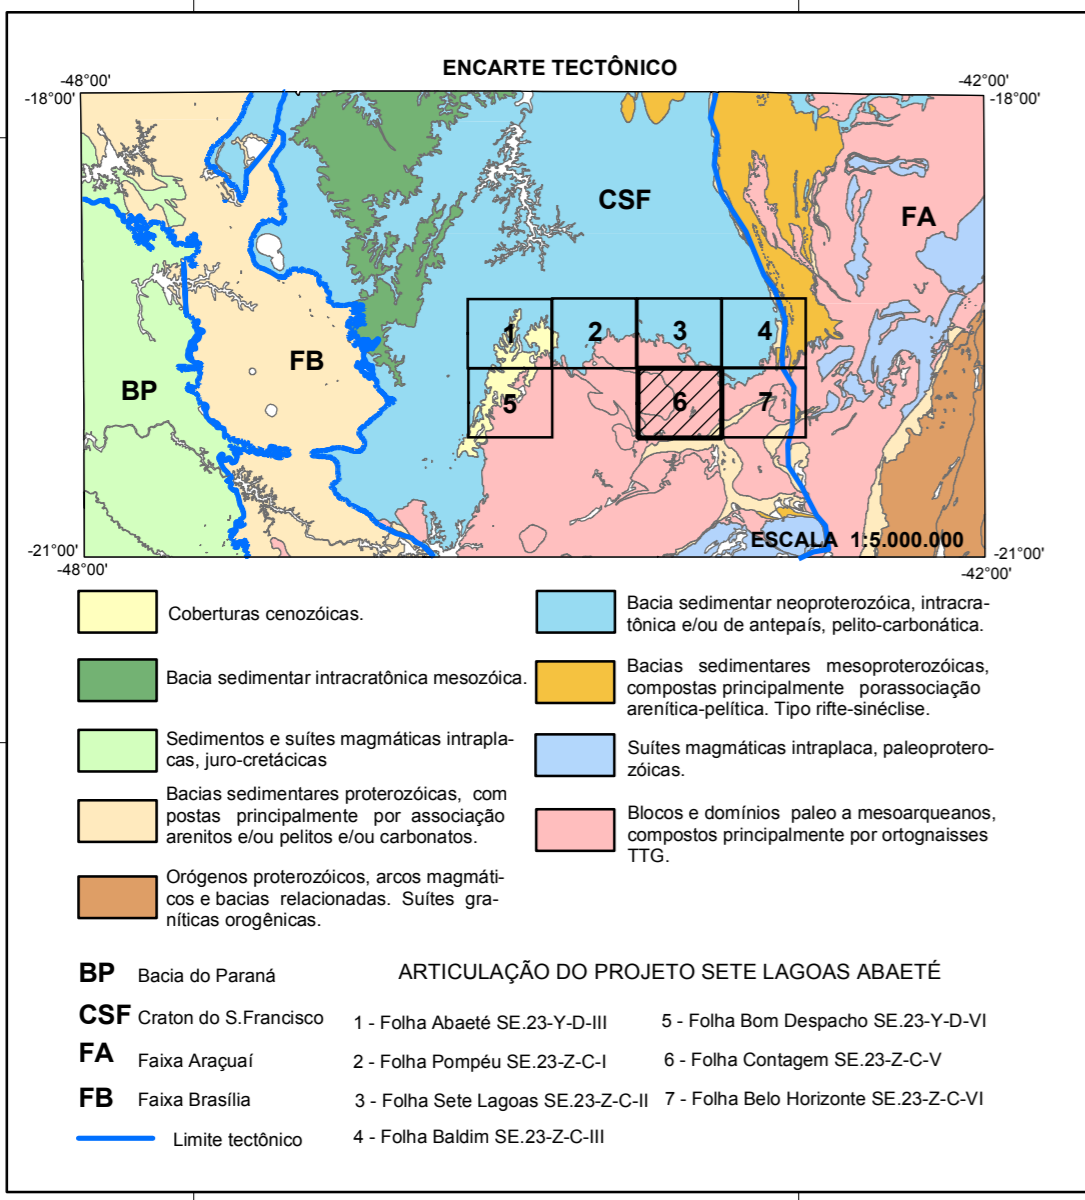 ENCARTE TECTÔNICO
-48°00'
-42°00'
-18°00'
-18°00'
CSF
FA
FB
BP
1
2
3
4
5
6
7
ESCALA 1:5.000.000
-21°00'
-21°00'
-48°00'
-42°00'
Coberturas cenozóicas.
Bacia sedimentar intracratônica mesozóica.
Sedimentos e suítes magmáticas intrapla-
cas, juro-cretácicas
Bacias sedimentares proterozóicas, com
postas principalmente por associação
arenitos e/ou pelitos e/ou carbonatos.
Orógenos proterozóicos, arcos magmáti-
cos e bacias relacionadas. Suítes gra-
níticas orogênicas.
Bacia sedimentar neoproterozóica, intracra-
tônica e/ou de antepaís, pelito-carbonática.
Bacias sedimentares mesoproterozóicas,
compostas principalmente porassociação
arenítica-pelítica. Tipo rifte-sinéclise.
Suítes magmáticas intraplaca, paleoprotero-
zóicas.
Blocos e domínios paleo a mesoarqueanos,
compostos principalmente por ortognaisses
TTG.
BP Bacia do Paraná
CSF Craton do S.Francisco
FA Faixa Araçuaí
FB Faixa Brasília
Limite tectônico
ARTICULAÇÃO DO PROJETO SETE LAGOAS ABAETÉ
1 - Folha Abaeté SE.23-Y-D-III
2 - Folha Pompéu SE.23-Z-C-I
3 - Folha Sete Lagoas SE.23-Z-C-II
4 - Folha Baldim SE.23-Z-C-III
5 - Folha Bom Despacho SE.23-Y-D-VI
6 - Folha Contagem SE.23-Z-C-V
7 - Folha Belo Horizonte SE.23-Z-C-VI